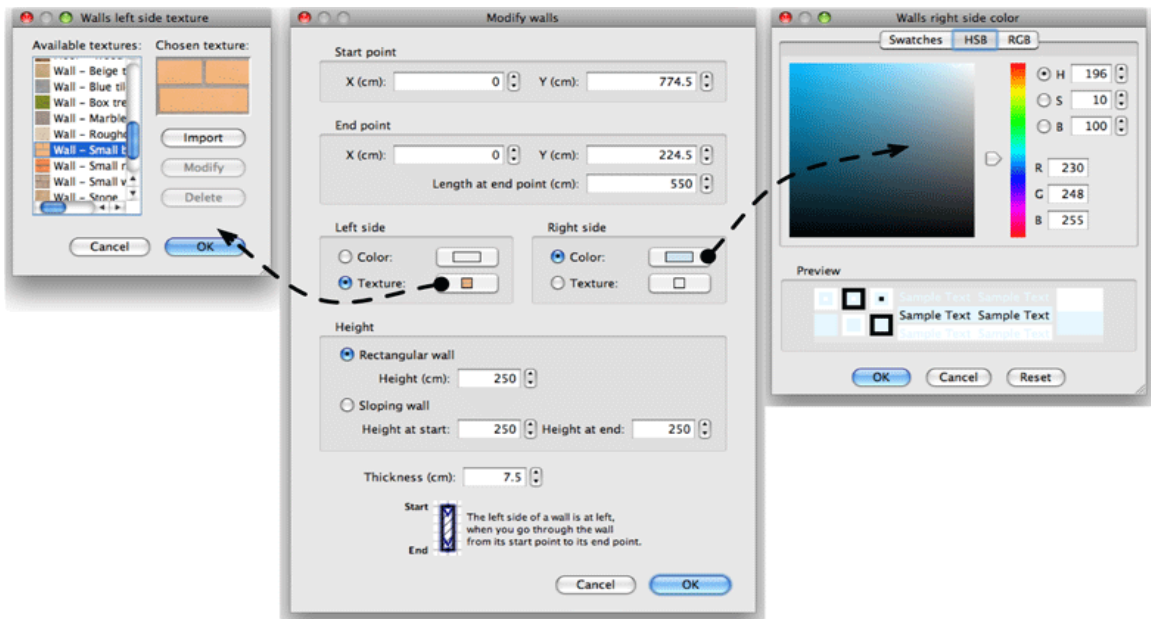 Walls left side texture
Available textures: Chosen texture:
Wall – Beige t
Wall – Blue til
Wall – Box tre
Wall – Marble
Wall – Roughc
Wall – Small b
Wall – Small r
Wall – Small v
Wall – Stone
Import
Modify
Delete
Cancel OK
Modify walls
Start point
X (cm): 0 Y (cm): 774.5
End point
X (cm): 0 Y (cm): 224.5
Length at end point (cm): 550
Left side Right side
Color: Color:
Texture: Texture:
Height
Rectangular wall
Height (cm): 250
Sloping wall
Height at start: 250 Height at end: 250
Thickness (cm): 7.5
Start
End
The left side of a wall is at left,
when you go through the wall
from its start point to its end point.
Cancel OK
Walls right side color
Swatches HSB RGB
H 196
S 10
B 100
R 230
G 248
B 255
Preview
Sample Text Sample Text
Sample Text Sample Text
Sample Text Sample Text
OK Cancel Reset